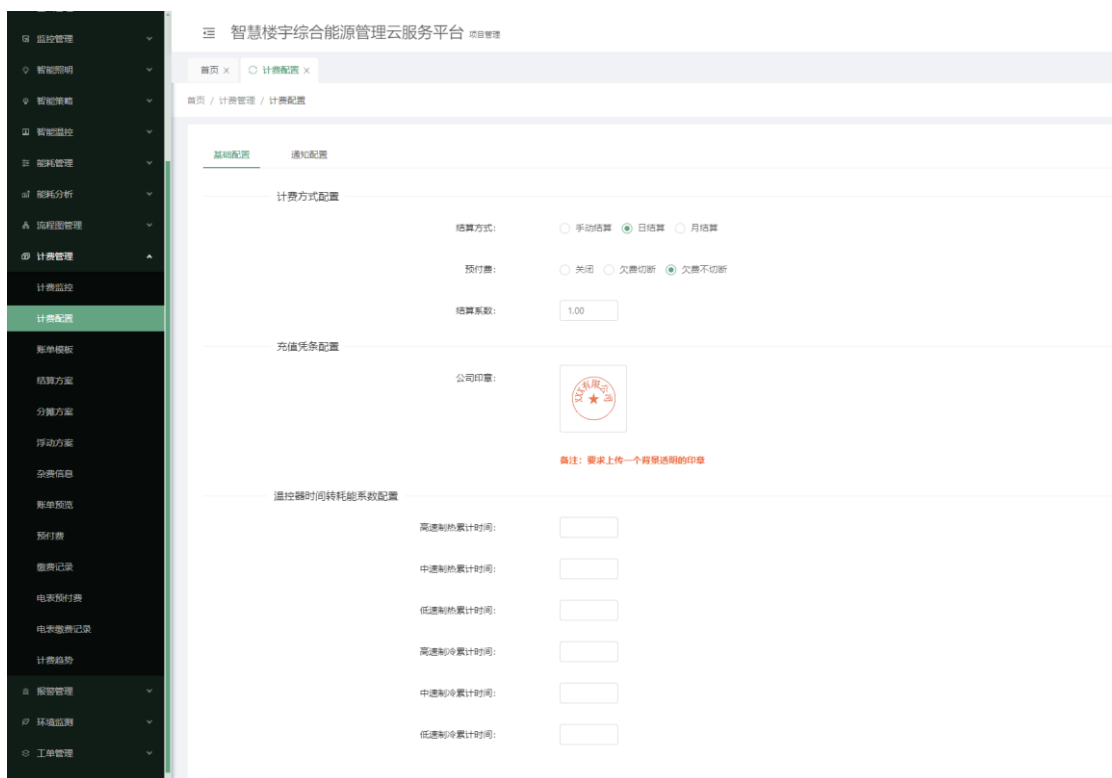 监控管理
智能照明
智能策略
智能温控
能耗管理
能耗分析
流程图管理
计费管理
计费监控
计费配置
账单模板
结算方案
分摊方案
浮动方案
杂费信息
账单预览
预付费
缴费记录
电表预付费
电表缴费记录
计费趋势
报警管理
环境监测
工单管理
智慧楼宇综合能源管理云服务平台 项目管理
首页 × 计费配置 ×
首页 / 计费管理 / 计费配置
基础配置 通知配置
计费方式配置
结算方式: 手动结算 日结算 月结算
预付费: 关闭 欠费切断 欠费不切断
结算系数: 1.00
充值凭条配置
公司印章:
XXX有限公司
备注：要求上传一个背景透明的印章
温控器时间转耗能系数配置
高速制热累计时间:
中速制热累计时间:
低速制热累计时间:
高速制冷累计时间:
中速制冷累计时间:
低速制冷累计时间: